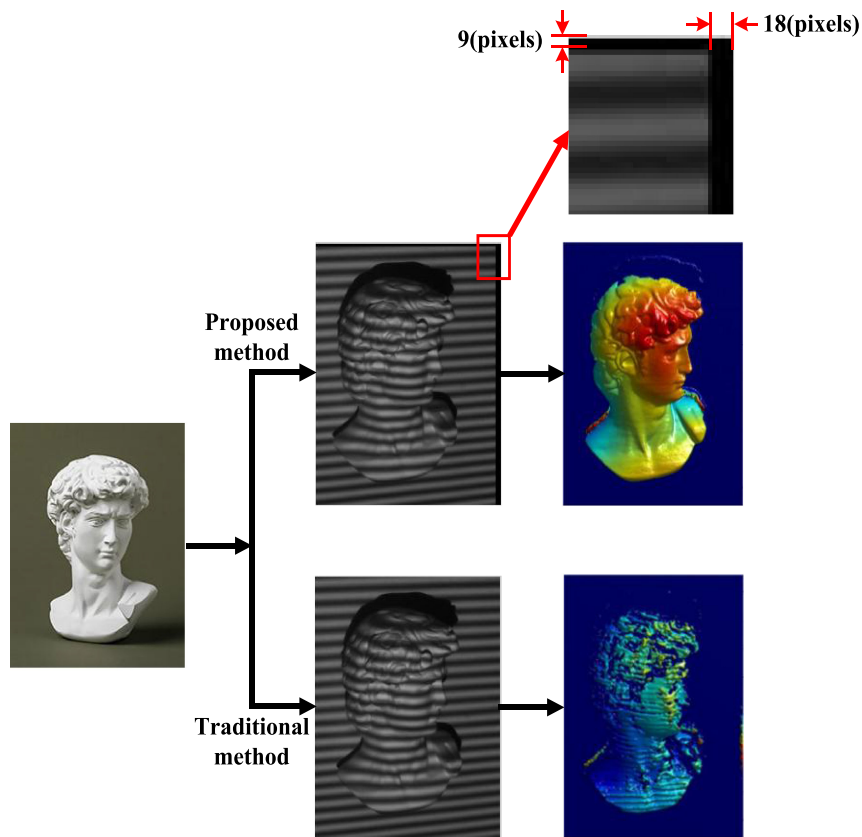 9(pixels)
18(pixels)
Proposed
method
Traditional
method